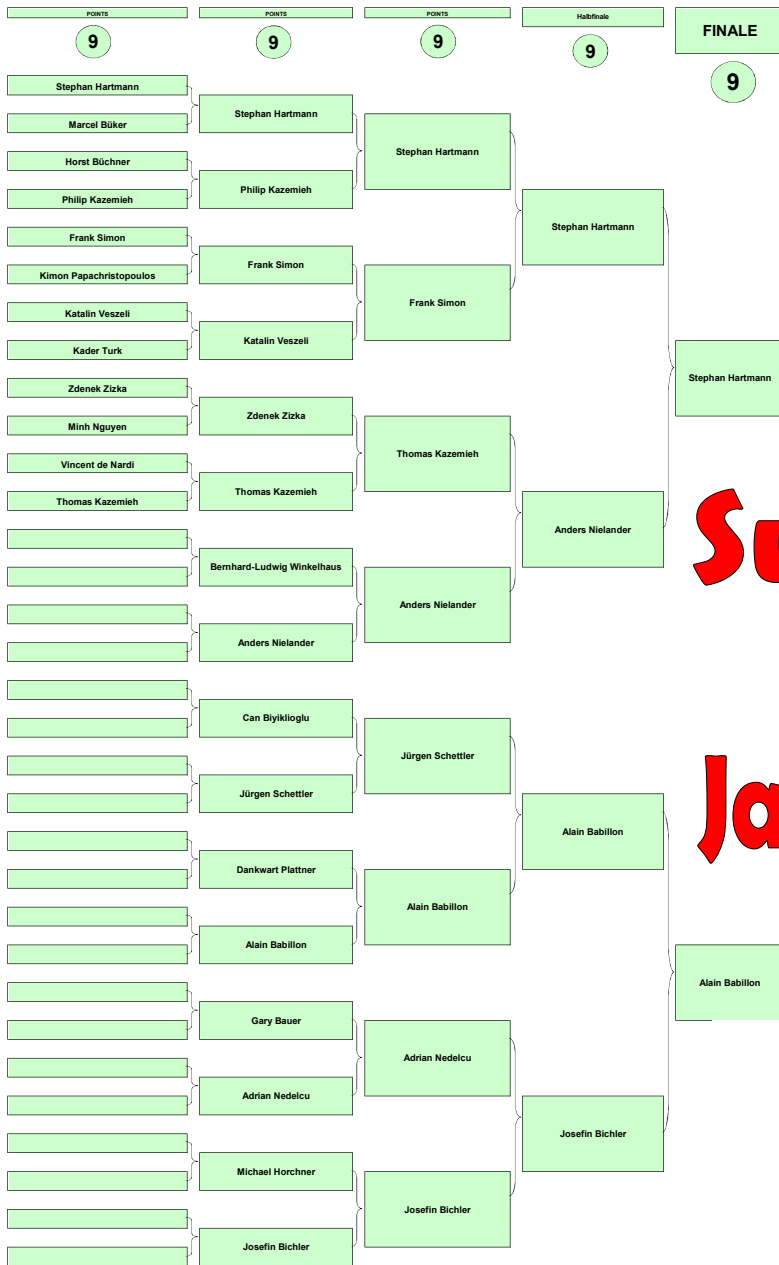 POINTS
POINTS
POINTS
Halbfinale
FINALE
9
9
9
9
9
Stephan Hartmann
Marcel Büker
Horst Büchner
Philip Kazemieh
Frank Simon
Kimon Papachristopoulos
Katalin Veszeli
Kader Turk
Zdenek Zizka
Minh Nguyen
Vincent de Nardi
Thomas Kazemieh
Stephan Hartmann
Philip Kazemieh
Frank Simon
Katalin Veszeli
Zdenek Zizka
Thomas Kazemieh
Bernhard-Ludwig Winkelhaus
Anders Nielander
Can Biyiklioglu
Jürgen Schettler
Dankwart Plattner
Alain Babillon
Gary Bauer
Adrian Nedelcu
Michael Horchner
Josefin Bichler
Stephan Hartmann
Frank Simon
Thomas Kazemieh
Anders Nielander
Jürgen Schettler
Alain Babillon
Adrian Nedelcu
Josefin Bichler
Stephan Hartmann
Anders Nielander
Alain Babillon
Josefin Bichler
Stephan Hartmann
Alain Babillon
Su
Ja